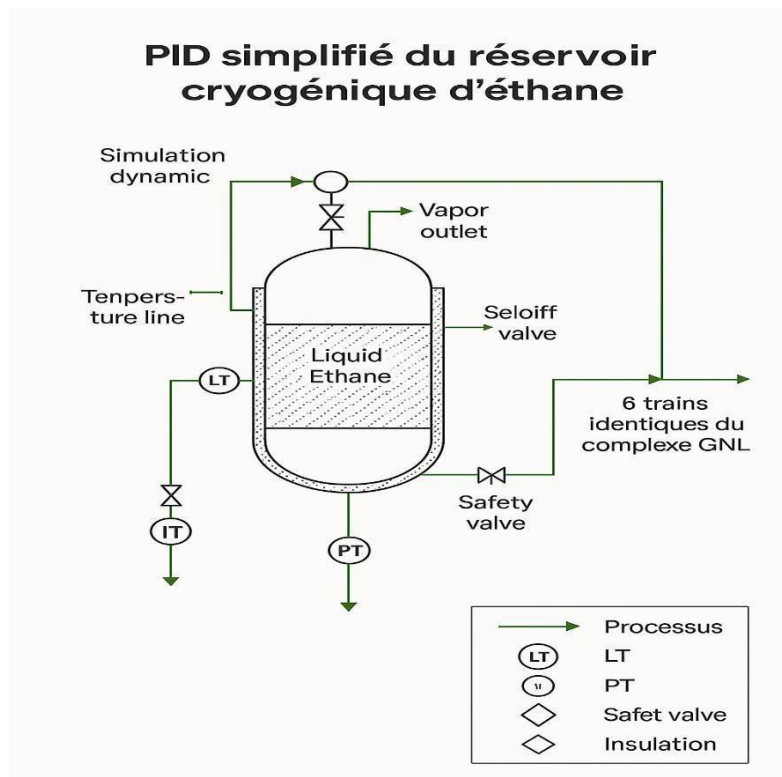 PID simplifié du réservoir
cryogénique d'éthane
Simulation
dynamic
Vapor
outlet
Tenpers-
ture line
Seloiff
valve
Liquid
Ethane
LT
6 trains
identiques du
complexe GNL
Safety
valve
IT
PT
Processus
LT
LT
PT
Safet valve
Insulation